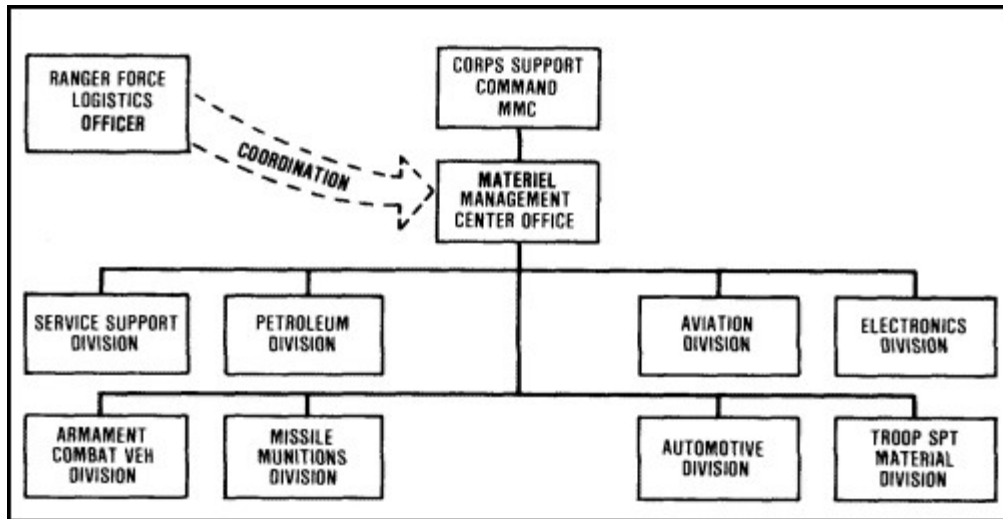 RANGER FORCE
LOGISTICS
OFFICER
CORPS SUPPORT
COMMAND
MMC
COORDINATION
MATERIEL
MANAGEMENT
CENTER OFFICE
SERVICE SUPPORT
DIVISION
PETROLEUM
DIVISION
AVIATION
DIVISION
ELECTRONICS
DIVISION
ARMAMENT
COMBAT VEH
DIVISION
MISSILE
MUNITIONS
DIVISION
AUTOMOTIVE
DIVISION
TROOP SPT
MATERIAL
DIVISION